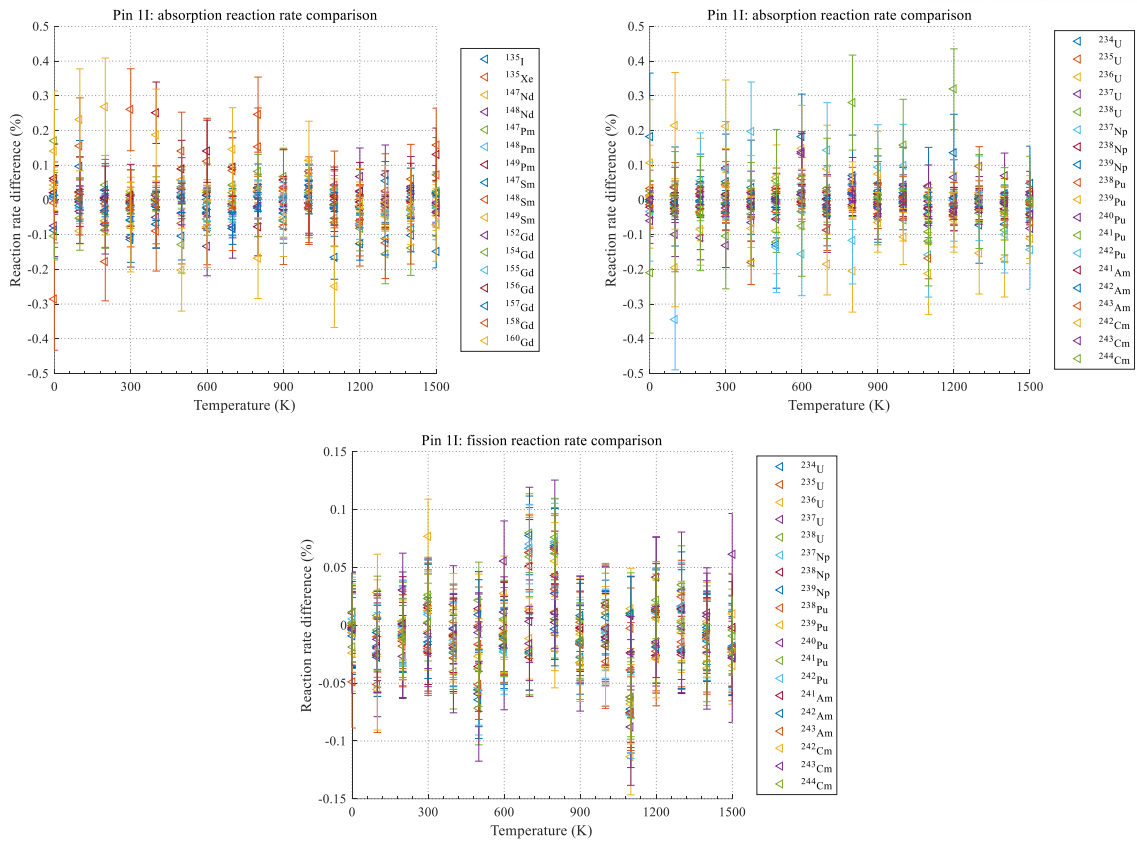 Pin 1I: absorption reaction rate comparison
Reaction rate difference (%)
0.5
0.4
0.3
0.2
0.1
0
-0.1
-0.2
-0.3
-0.4
-0.5
0
300
600
900
1200
1500
Temperature (K)
135I
135Xe
147Nd
148Nd
147Pm
148Pm
149Pm
147Sm
148Sm
149Sm
152Gd
154Gd
155Gd
156Gd
157Gd
158Gd
160Gd
Pin 1I: absorption reaction rate comparison
Reaction rate difference (%)
0.5
0.4
0.3
0.2
0.1
0
-0.1
-0.2
-0.3
-0.4
-0.5
0
300
600
900
1200
1500
Temperature (K)
234U
235U
236U
237U
238U
237Np
238Np
239Np
238Pu
239Pu
240Pu
241Pu
242Pu
241Am
242Am
243Am
242Cm
243Cm
244Cm
Pin 1I: fission reaction rate comparison
Reaction rate difference (%)
0.15
0.1
0.05
0
-0.05
-0.1
-0.15
0
300
600
900
1200
1500
Temperature (K)
234U
235U
236U
237U
238U
237Np
238Np
239Np
238Pu
239Pu
240Pu
241Pu
242Pu
241Am
242Am
243Am
242Cm
243Cm
244Cm